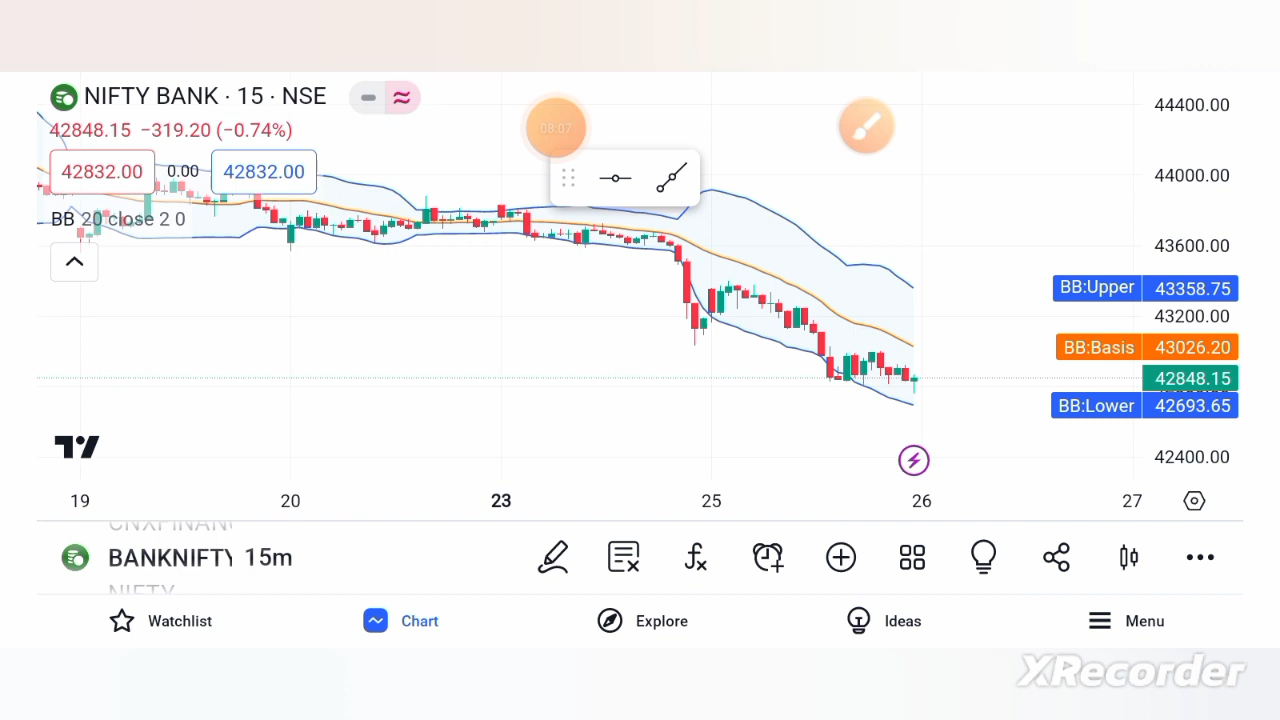 NIFTY BANK · 15 · NSE
42848.15 −319.20 (−0.74%)
42832.00 0.00 42832.00
BB 20 close 2 0
08:07
44400.00
44000.00
43600.00
BB:Upper 43358.75
43200.00
BB:Basis 43026.20
42848.15
BB:Lower 42693.65
42400.00
19 20 23 25 26 27
BANKNIFTY 15m
NIFTY
Watchlist Chart Explore Ideas Menu
XRecorder